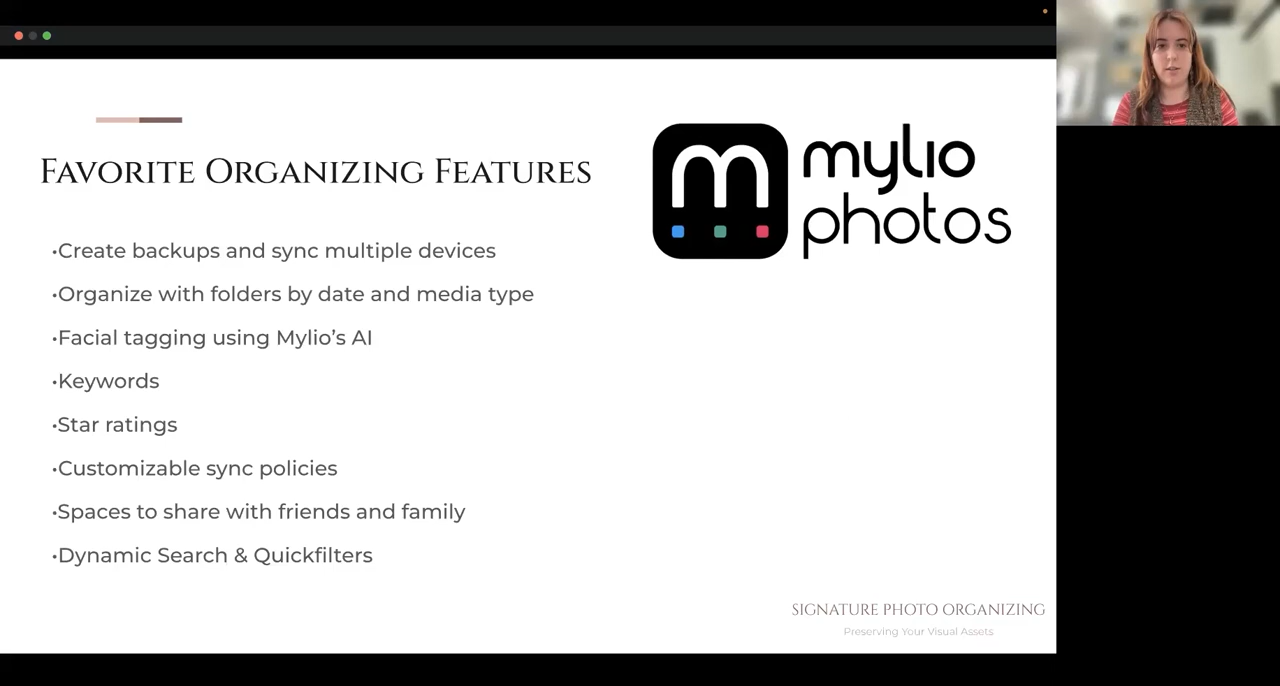 Favorite Organizing Features
•Create backups and sync multiple devices
•Organize with folders by date and media type
•Facial tagging using Mylio’s AI
•Keywords
•Star ratings
•Customizable sync policies
•Spaces to share with friends and family
•Dynamic Search & Quickfilters
m
mylio
photos
SIGNATURE PHOTO ORGANIZING
Preserving Your Visual Assets